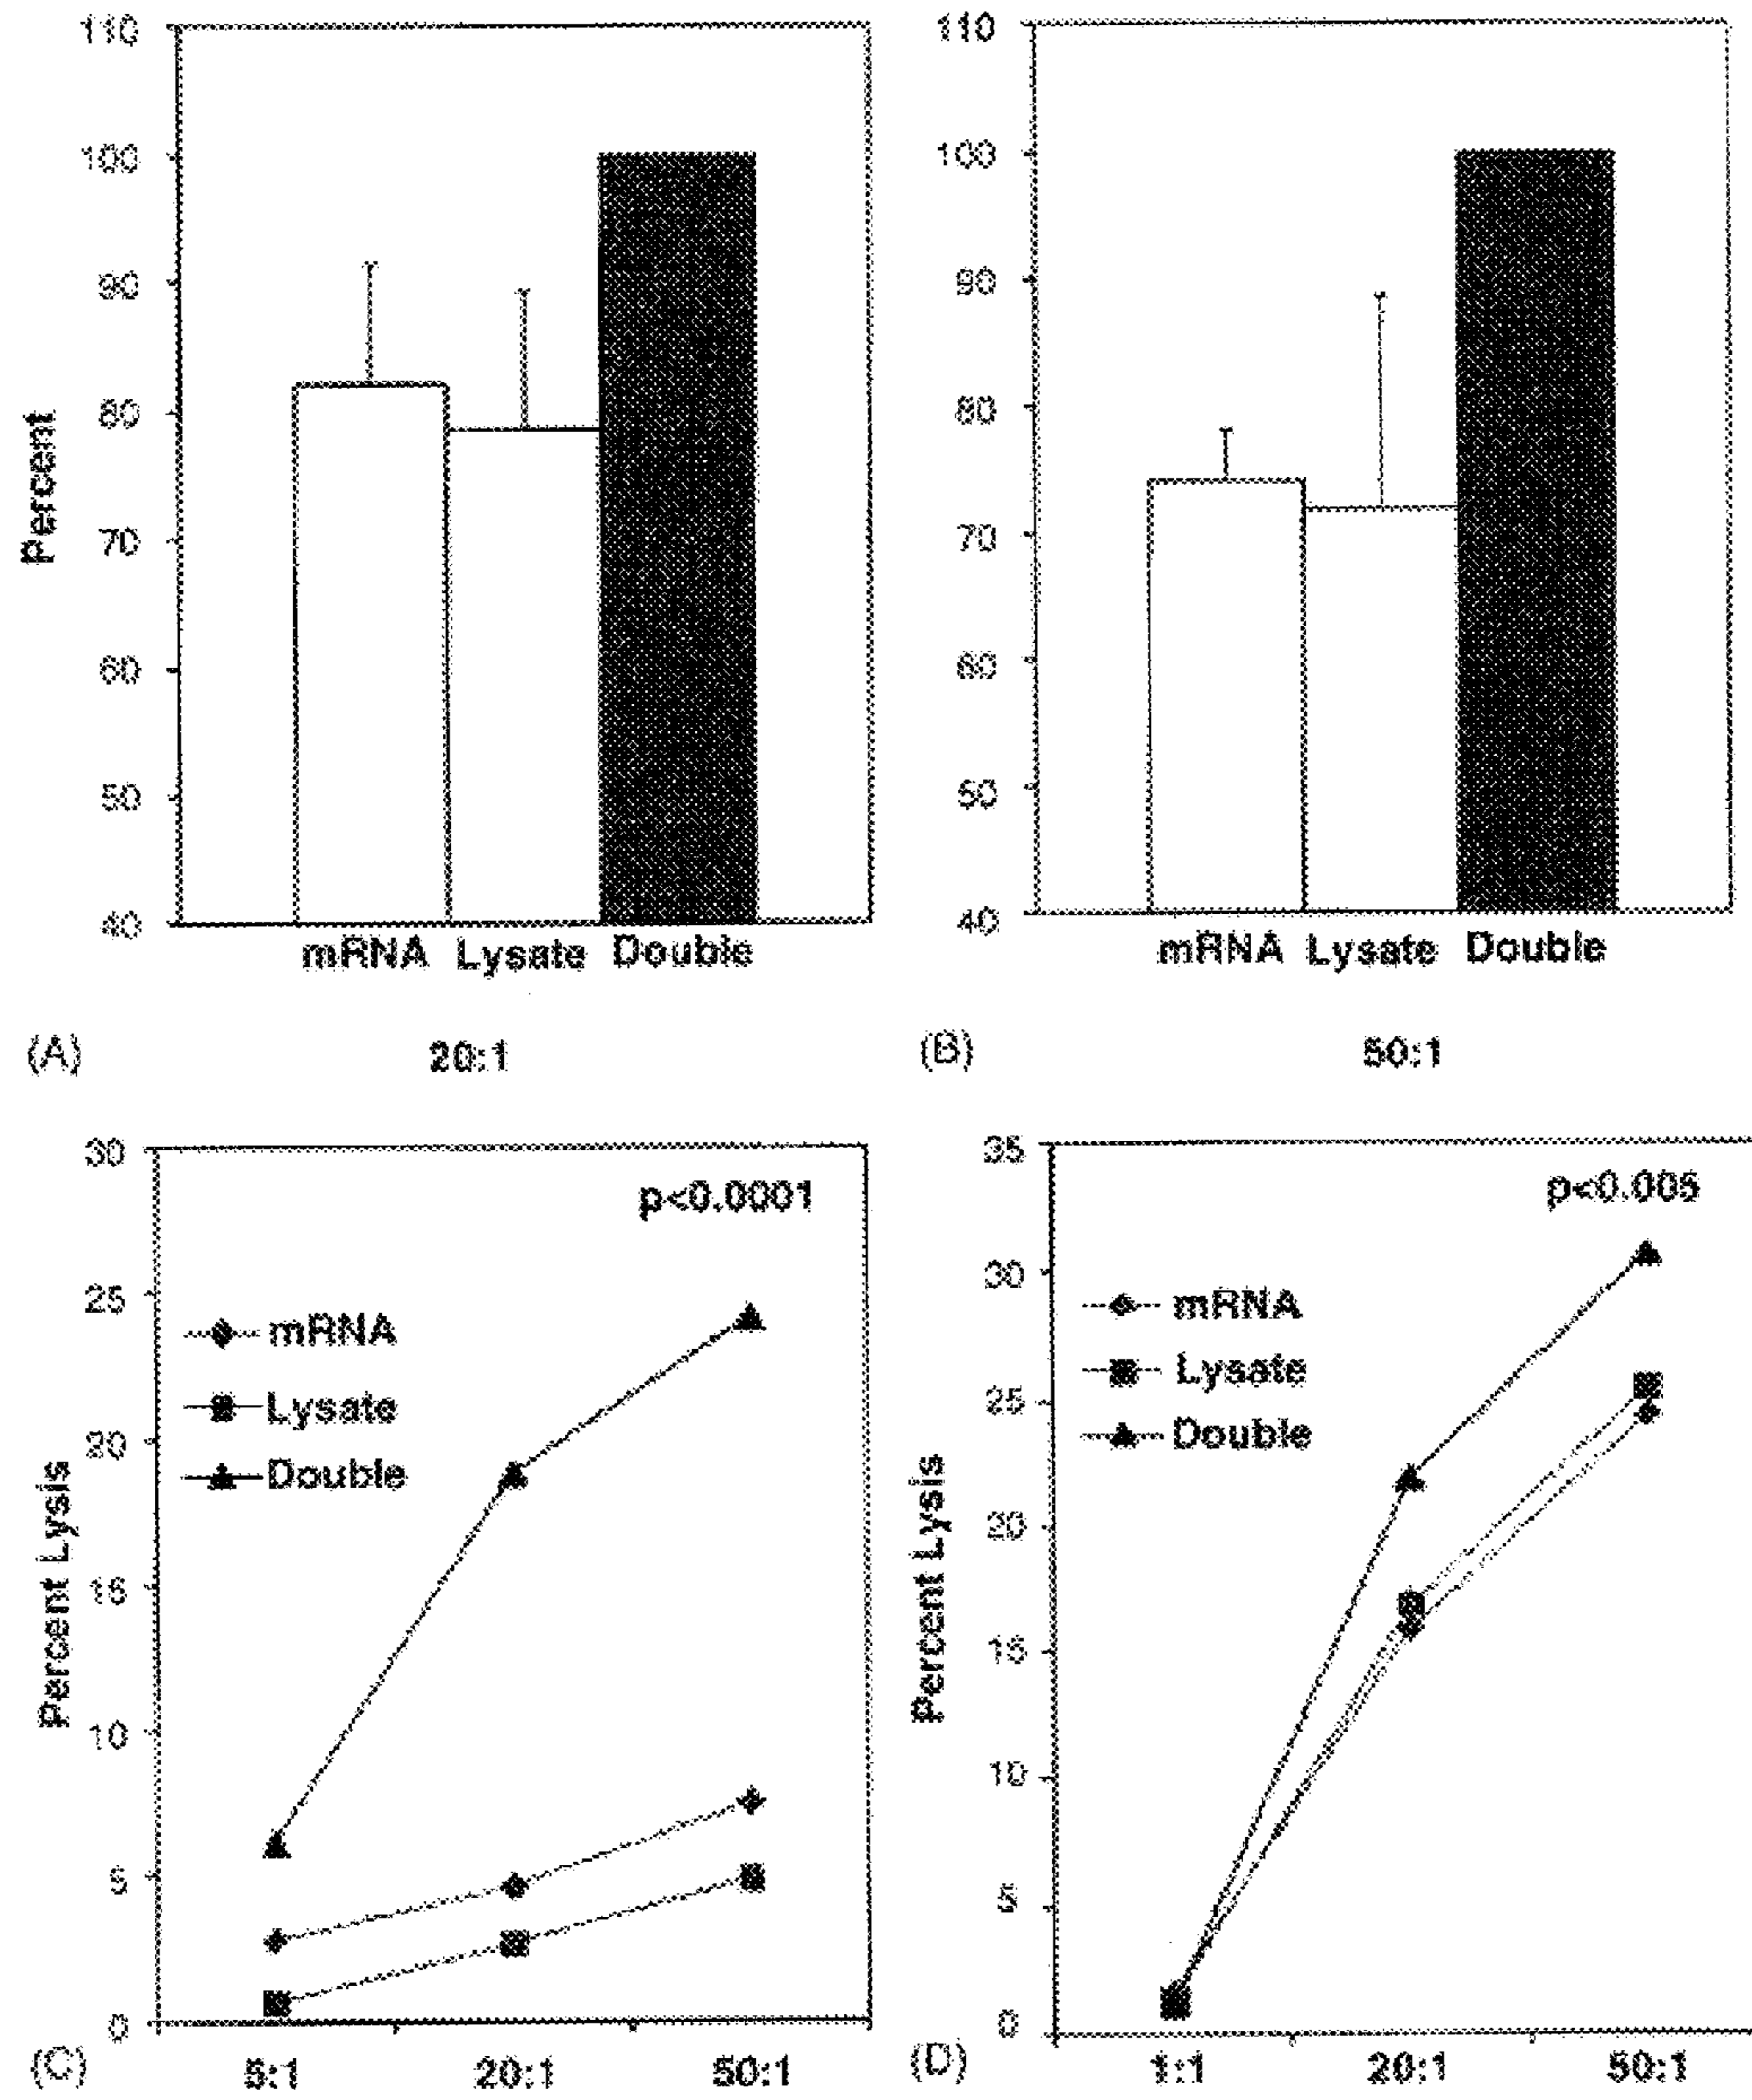 110
100
90
80
70
60
50
40
Percent
mRNA Lysate Double
(A) 20:1
110
100
90
80
70
60
50
40
mRNA Lysate Double
(B) 50:1
30
25
20
15
10
5
0
Percent Lysis
p<0.0001
mRNA
Lysate
Double
(C) 5:1 20:1 50:1
35
30
25
20
15
10
5
0
Percent Lysis
p<0.005
mRNA
Lysate
Double
(D) 1:1 20:1 50:1